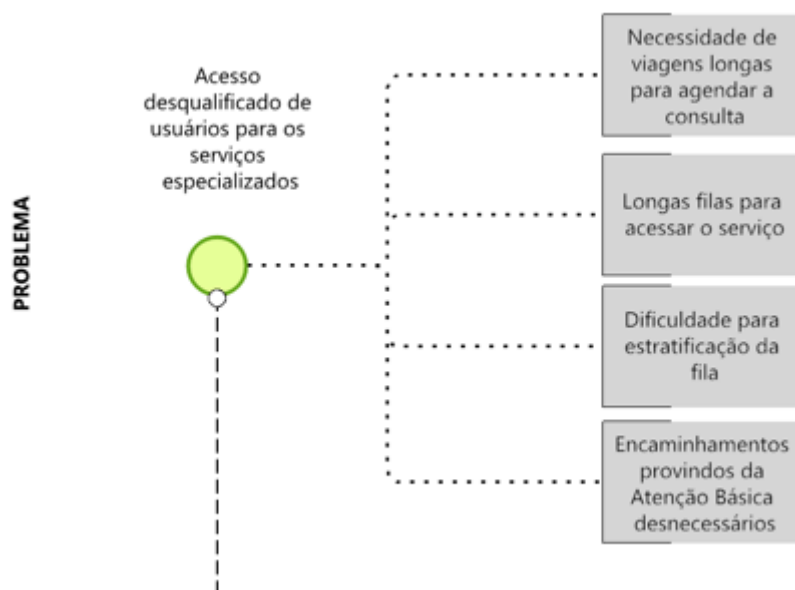 PROBLEMA
Acesso
desqualificado de
usuários para os
serviços
especializados
Necessidade de
viagens longas
para agendar a
consulta
Longas filas para
acessar o serviço
Dificuldade para
estratificação da
fila
Encaminhamentos
provindos da
Atenção Básica
desnecessários